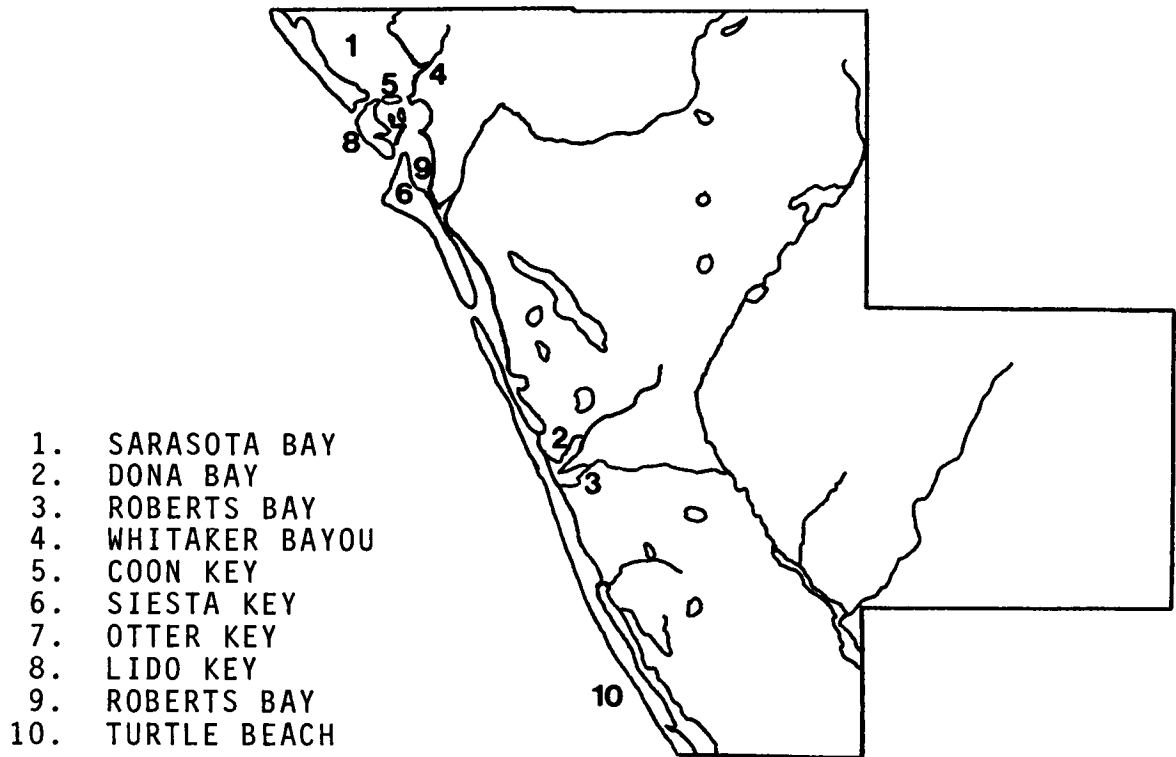 1
4
5
8
9
6
2
3
10
1. SARASOTA BAY
2. DONA BAY
3. ROBERTS BAY
4. WHITAKER BAYOU
5. COON KEY
6. SIESTA KEY
7. OTTER KEY
8. LIDO KEY
9. ROBERTS BAY
10. TURTLE BEACH